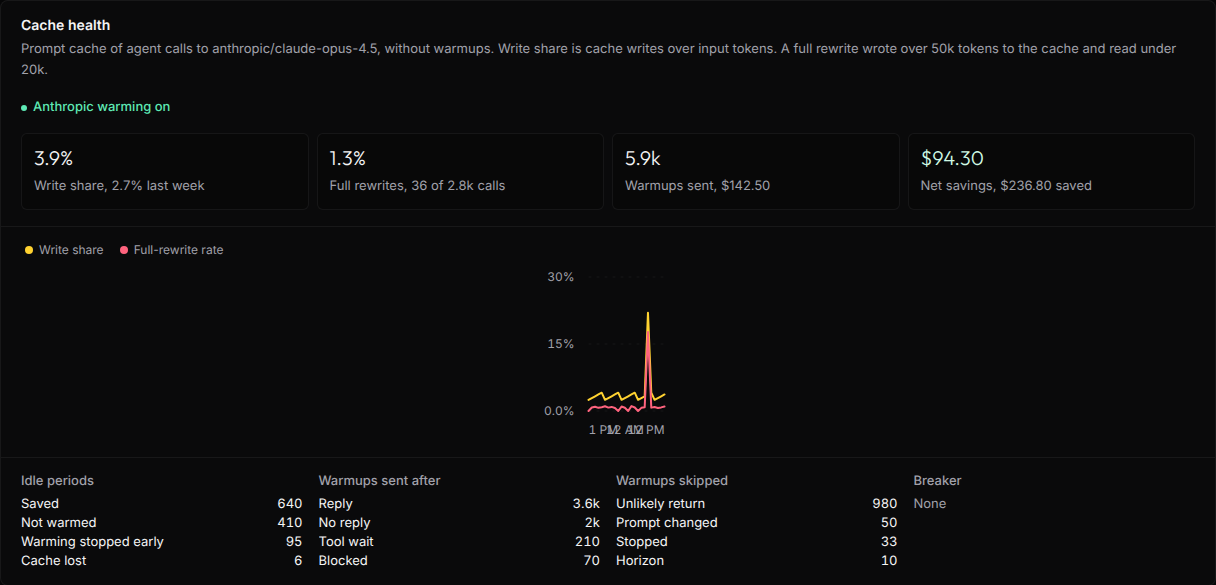 Cache health
Prompt cache of agent calls to anthropic/claude-opus-4.5, without warmups. Write share is cache writes over input tokens. A full rewrite wrote over 50k tokens to the cache and read under
20k.
Anthropic warming on
3.9%
Write share, 2.7% last week
1.3%
Full rewrites, 36 of 2.8k calls
5.9k
Warmups sent, $142.50
$94.30
Net savings, $236.80 saved
Write share
Full-rewrite rate
30%
15%
0.0%
1 PM 12 AM 12 PM
Idle periods
Saved 640
Not warmed 410
Warming stopped early 95
Cache lost 6
Warmups sent after
Reply 3.6k
No reply 2k
Tool wait 210
Blocked 70
Warmups skipped
Unlikely return 980
Prompt changed 50
Stopped 33
Horizon 10
Breaker
None